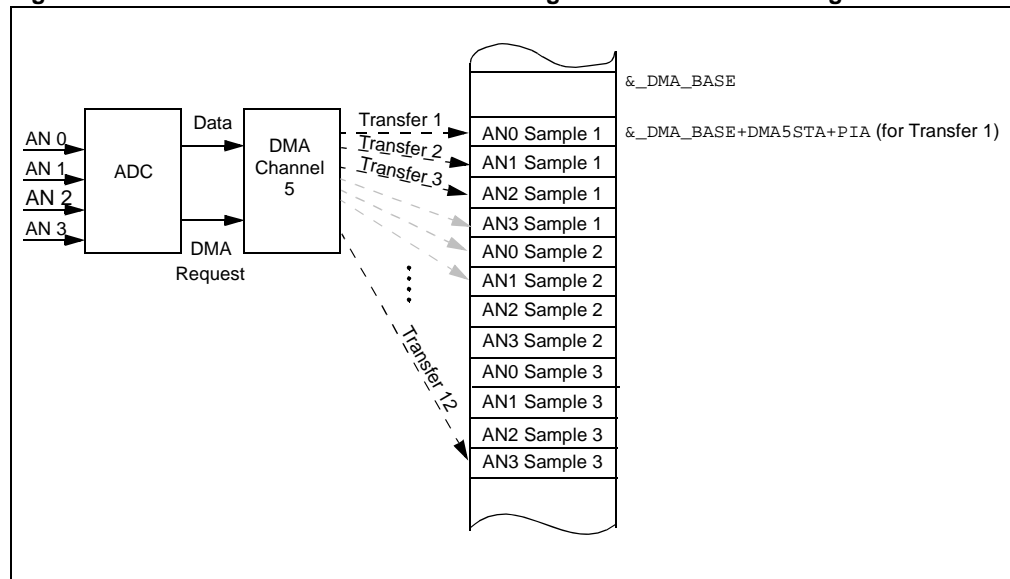 AN 0
AN 1
AN 2
AN 3
ADC
Data
DMA
Request
DMA
Channel
5
Transfer 1
Transfer 2
Transfer 3
Transfer 12
AN0 Sample 1
AN1 Sample 1
AN2 Sample 1
AN3 Sample 1
AN0 Sample 2
AN1 Sample 2
AN2 Sample 2
AN3 Sample 2
AN0 Sample 3
AN1 Sample 3
AN2 Sample 3
AN3 Sample 3
&_DMA_BASE
&_DMA_BASE+DMA5STA+PIA (for Transfer 1)